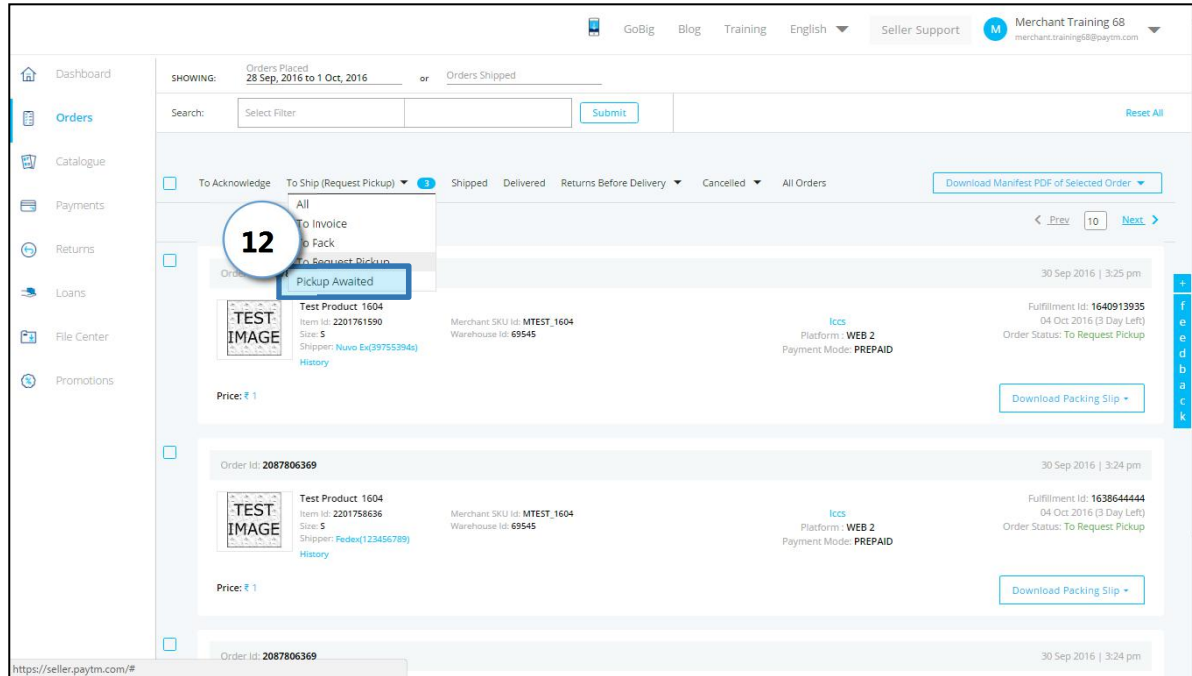 GoBig Blog Training English Seller Support M Merchant Training 68
merchant.training68@paytm.com
Dashboard
Orders
Catalogue
Payments
Returns
Loans
File Center
Promotions
SHOWING: Orders Placed
28 Sep, 2016 to 1 Oct, 2016 or Orders Shipped
Search: Select Filter Submit Reset All
To Acknowledge To Ship (Request Pickup) 3 Shipped Delivered Returns Before Delivery Cancelled All Orders Download Manifest PDF of Selected Order
All
To Invoice
To Pack
To Request Pickup
Pickup Awaited
12
< Prev 10 Next >
30 Sep 2016 | 3:25 pm
TEST
IMAGE
Test Product 1604
Item Id: 2201761590
Size: S
Shipper: Nuvo Ex(39755394s)
History
Merchant SKU Id: MTEST_1604
Warehouse Id: 69545
lccs
Platform : WEB 2
Payment Mode: PREPAID
Fulfillment Id: 1640913935
04 Oct 2016 (3 Day Left)
Order Status: To Request Pickup
Price: ₹ 1
Download Packing Slip
Order Id: 2087806369 30 Sep 2016 | 3:24 pm
TEST
IMAGE
Test Product 1604
Item Id: 2201758636
Size: S
Shipper: Fedex(123456789)
History
Merchant SKU Id: MTEST_1604
Warehouse Id: 69545
lccs
Platform : WEB 2
Payment Mode: PREPAID
Fulfillment Id: 1638644444
04 Oct 2016 (3 Day Left)
Order Status: To Request Pickup
Price: ₹ 1
Download Packing Slip
Order Id: 2087806369 30 Sep 2016 | 3:24 pm
+ feedback
https://seller.paytm.com/#